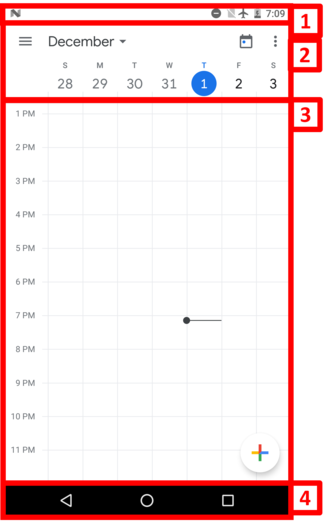 7:09 1
December 2
S M T W T F S
28 29 30 31 1 2 3
3
1 PM
2 PM
3 PM
4 PM
5 PM
6 PM
7 PM
8 PM
9 PM
10 PM
11 PM
4